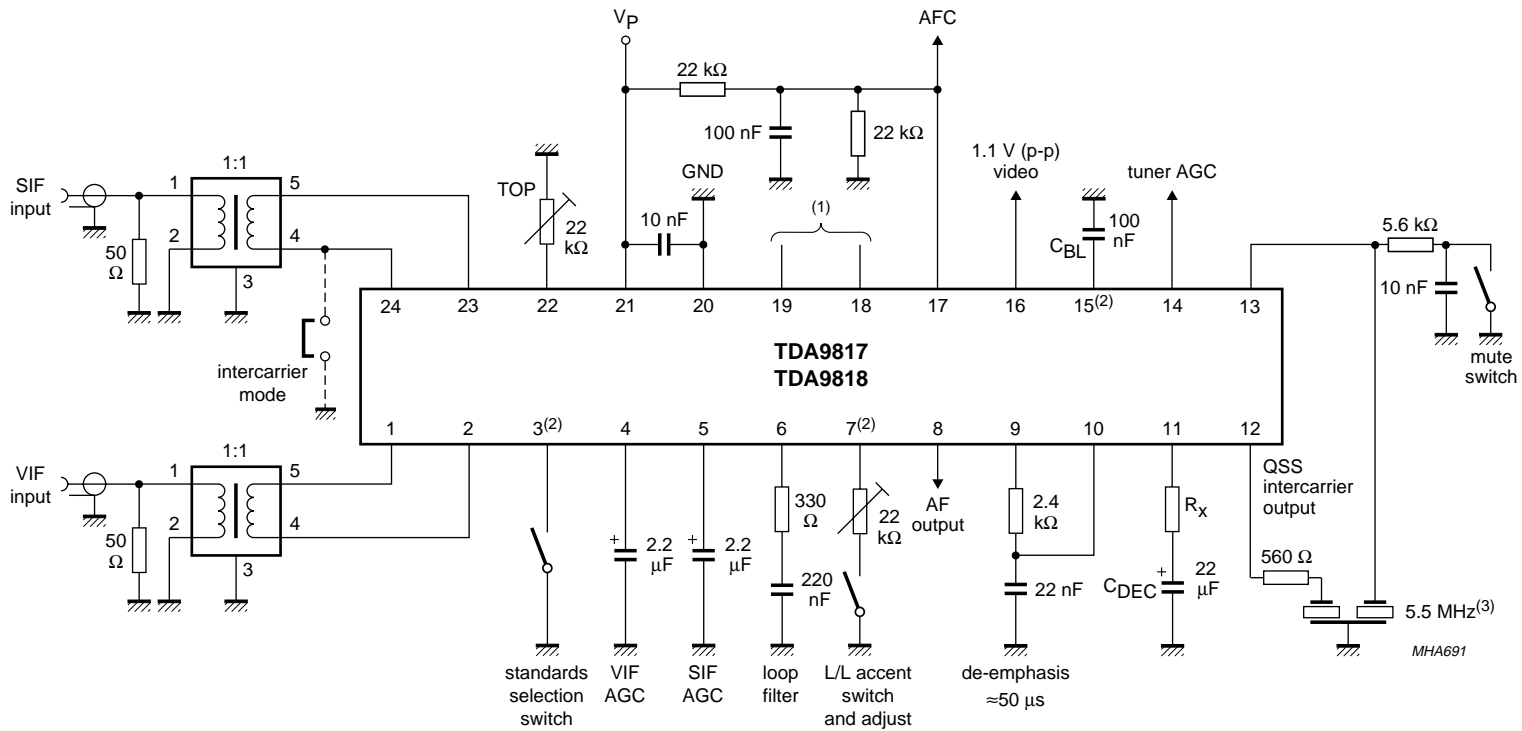 VP
AFC
22 kΩ
100 nF
22 kΩ
1:1
SIF
input
1
5
2
4
50
Ω
3
TOP
22
kΩ
GND
10 nF
(1)
1.1 V (p-p)
video
CBL
100
nF
tuner AGC
5.6 kΩ
10 nF
mute
switch
intercarrier
mode
24
23
22
21
20
19
18
17
16
15(2)
14
13
TDA9817
TDA9818
1
2
3(2)
4
5
6
7(2)
8
9
10
11
12
1:1
VIF
input
1
5
2
4
50
Ω
3
standards
selection
switch
+
2.2
μF
VIF
AGC
+
2.2
μF
SIF
AGC
330
Ω
220
nF
loop
filter
22
kΩ
L/L accent
switch
and adjust
AF
output
2.4
kΩ
22 nF
de-emphasis
≈50 μs
Rx
CDEC
+
22
μF
QSS
intercarrier
output
560 Ω
5.5 MHz(3)
MHA691